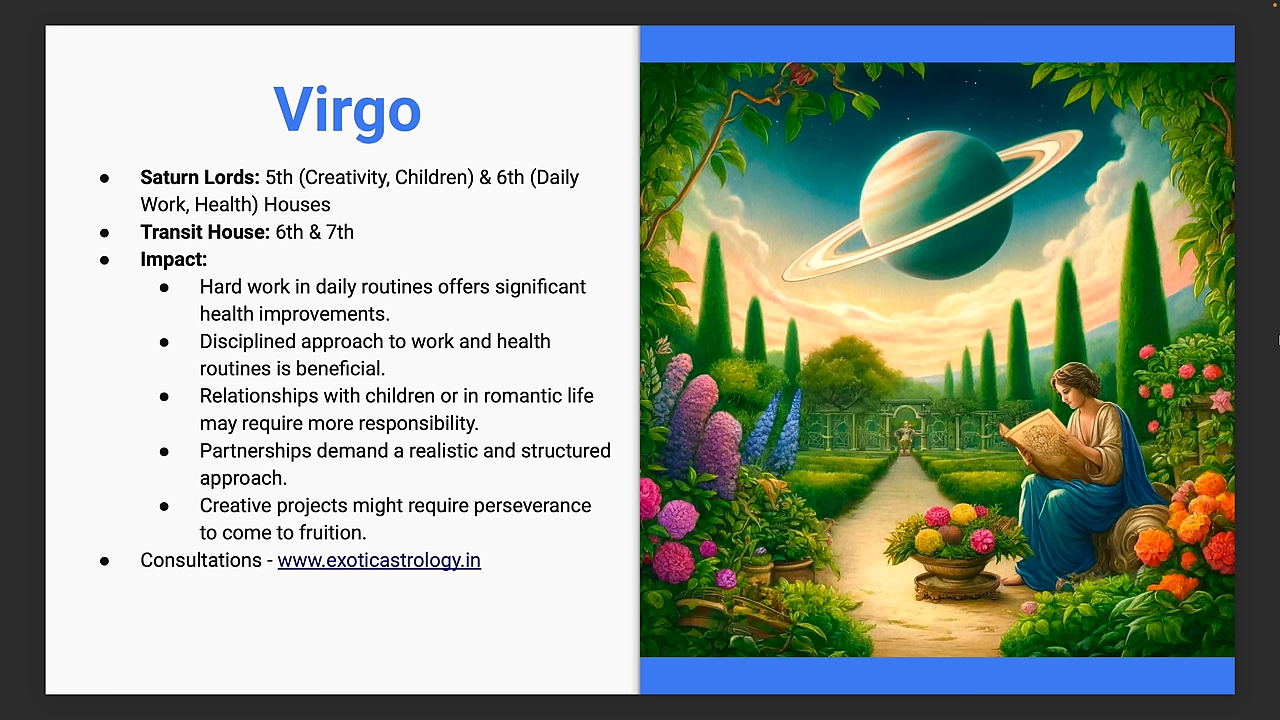 Virgo
● Saturn Lords: 5th (Creativity, Children) & 6th (Daily
Work, Health) Houses
● Transit House: 6th & 7th
● Impact:
● Hard work in daily routines offers significant
health improvements.
● Disciplined approach to work and health
routines is beneficial.
● Relationships with children or in romantic life
may require more responsibility.
● Partnerships demand a realistic and structured
approach.
● Creative projects might require perseverance
to come to fruition.
● Consultations - www.exoticastrology.in